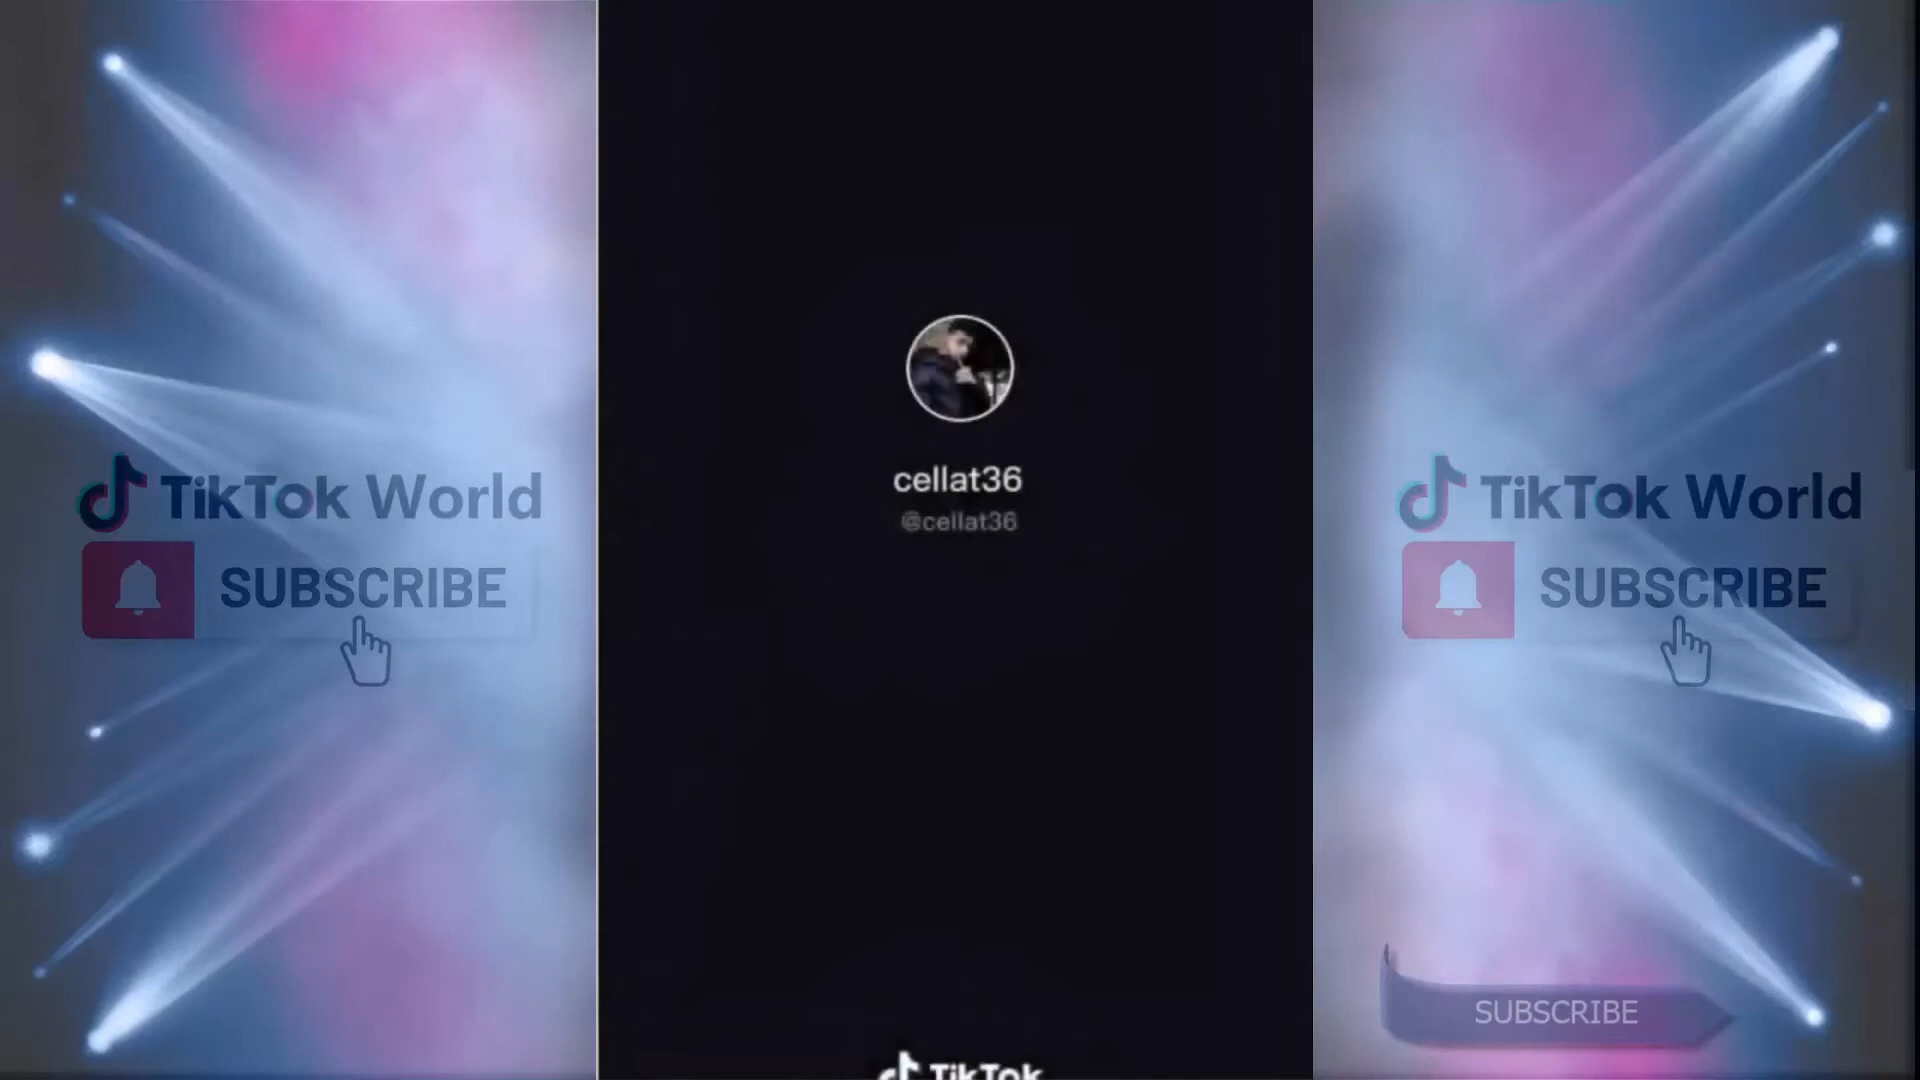 TikTok World
SUBSCRIBE
cellat36
@cellat36
TikTok
TikTok World
SUBSCRIBE
SUBSCRIBE